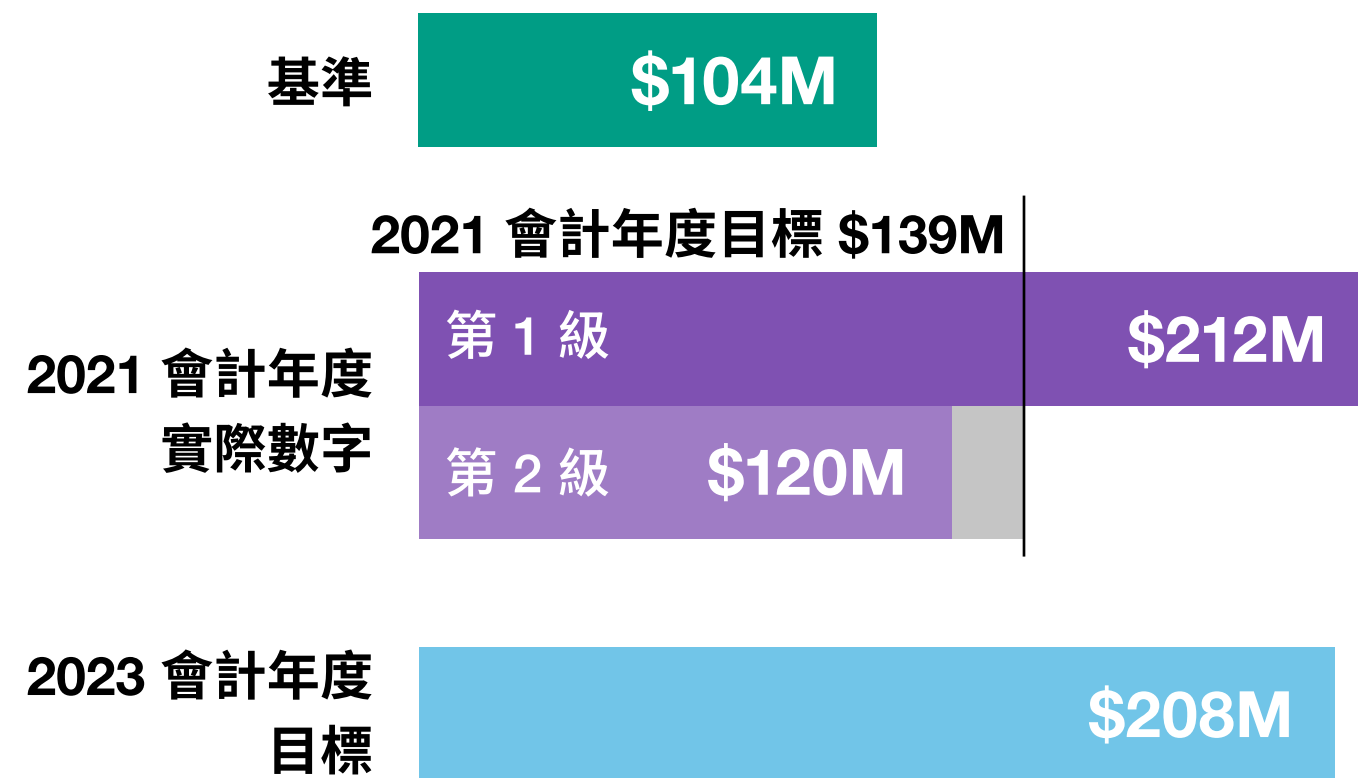 基準
$104M
2021 會計年度目標 $139M
2021 會計年度
實際數字
第 1 級
$212M
第 2 級
$120M
2023 會計年度
目標
$208M